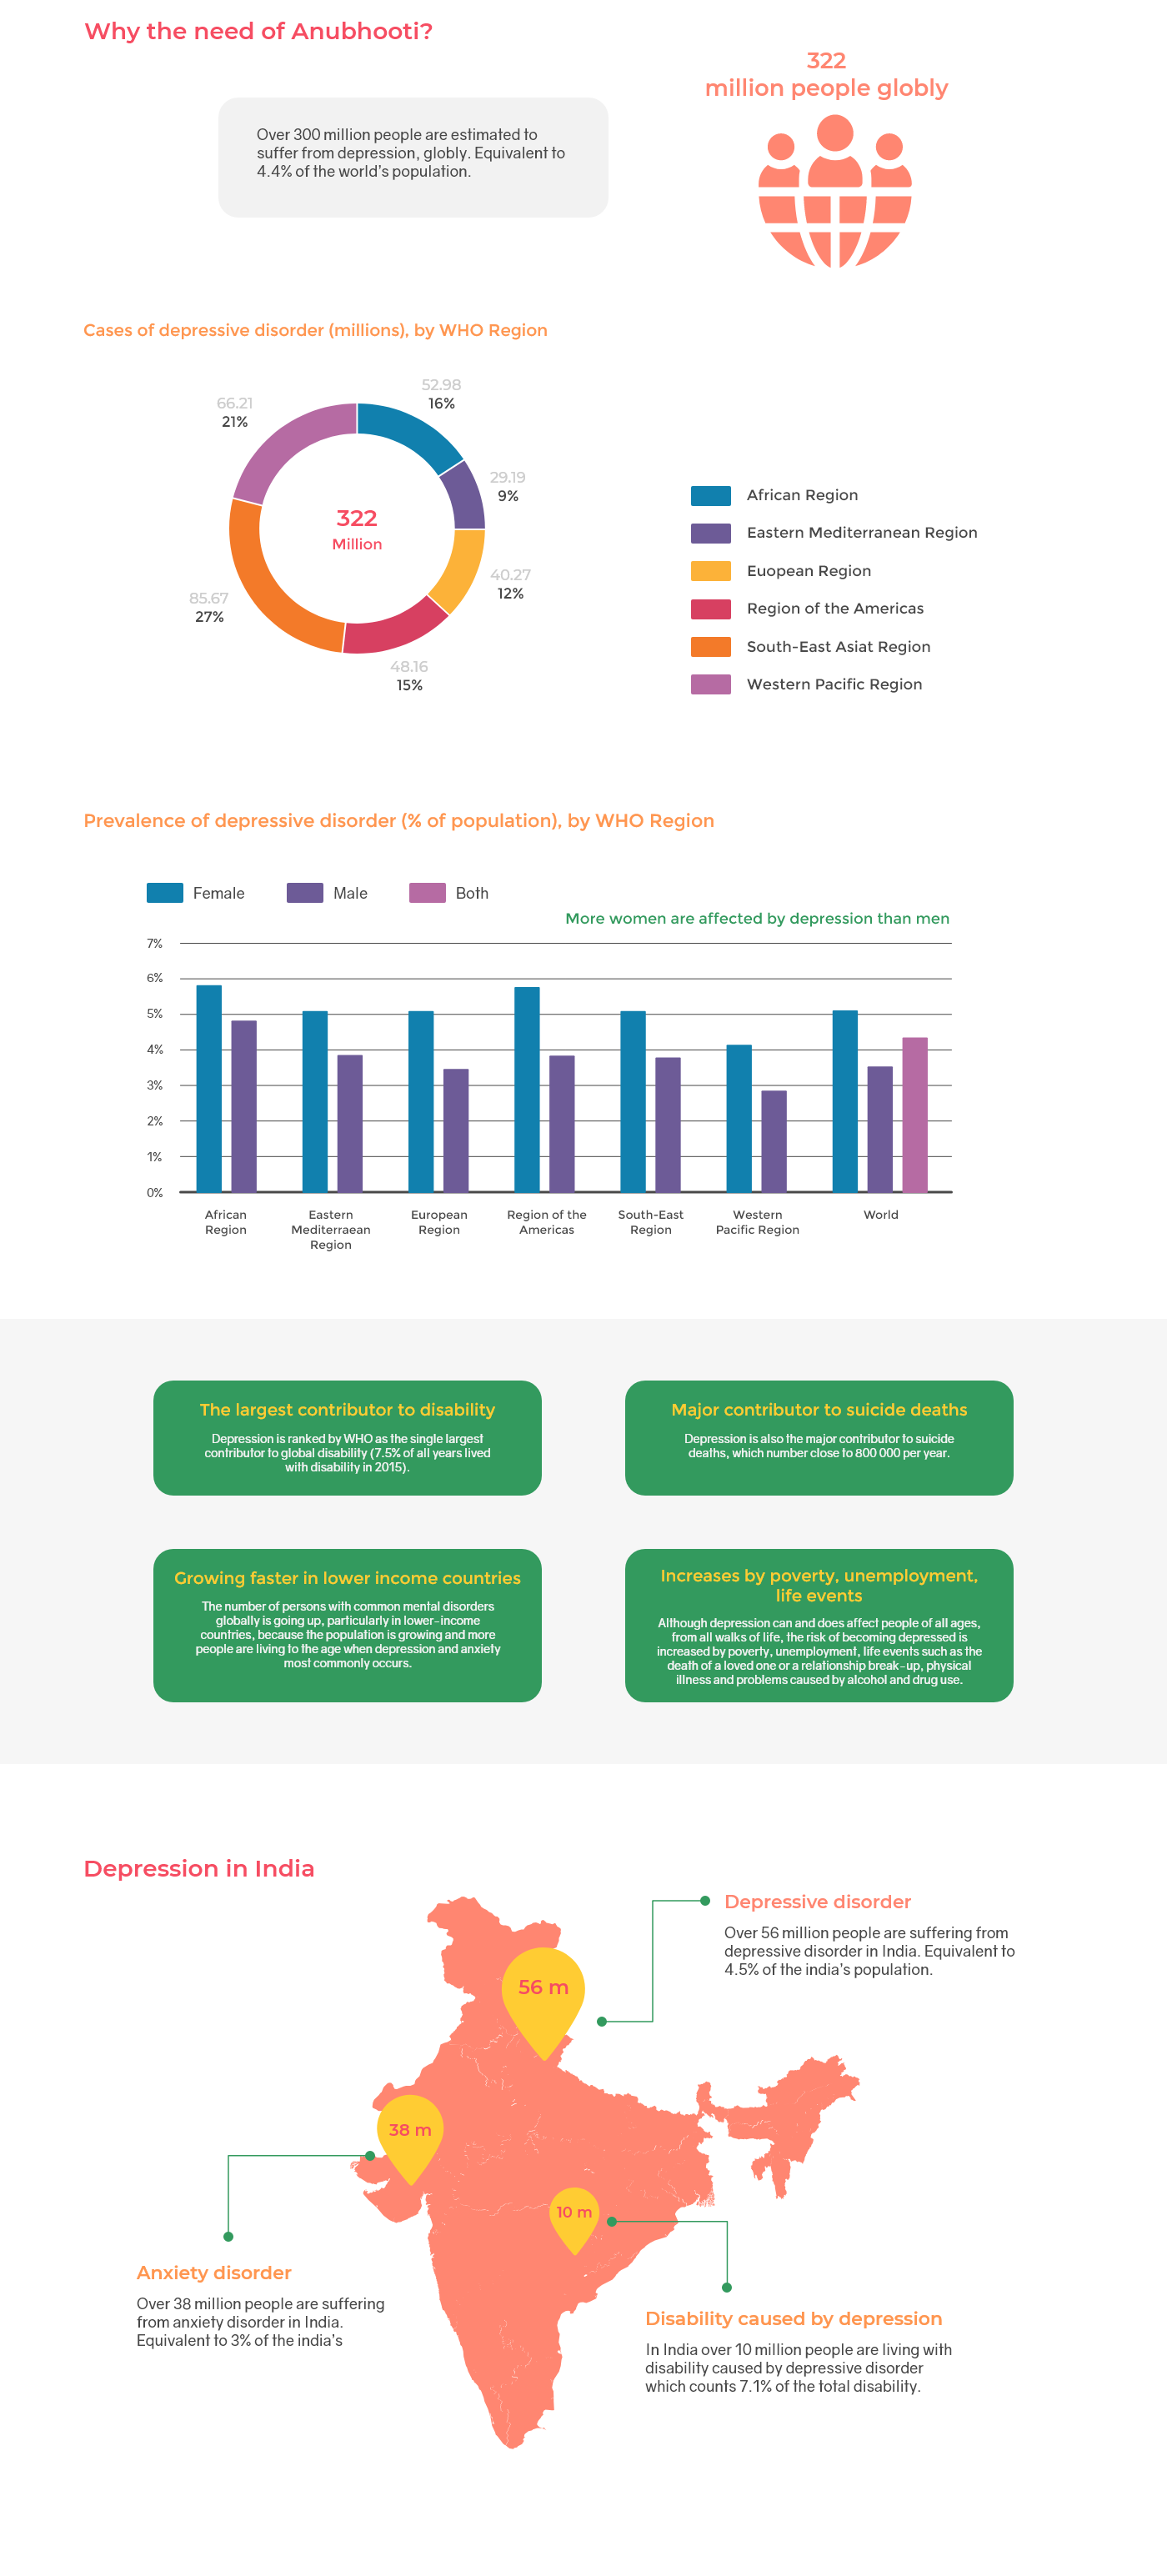 Why the need of Anubhooti?
322
million people globly
Over 300 million people are estimated to
suffer from depression, globly. Equivalent to
4.4% of the world's population.
Cases of depressive disorder (millions), by WHO Region
52.98
16%
66.21
21%
29.19
9%
322
Million
40.27
12%
85.67
27%
48.16
15%
African Region
Eastern Mediterranean Region
Euopean Region
Region of the Americas
South-East Asiat Region
Western Pacific Region
Prevalence of depressive disorder (% of population), by WHO Region
Female
Male
Both
More women are affected by depression than men
7%
6%
5%
4%
3%
2%
1%
0%
African
Region
Eastern
Mediterraean
Region
European
Region
Region of the
Americas
South-East
Region
Western
Pacific Region
World
The largest contributor to disability
Depression is ranked by WHO as the single largest
contributor to global disability (7.5% of all years lived
with disability in 2015).
Major contributor to suicide deaths
Depression is also the major contributor to suicide
deaths, which number close to 800 000 per year.
Growing faster in lower income countries
The number of persons with common mental disorders
globally is going up, particularly in lower-income
countries, because the population is growing and more
people are living to the age when depression and anxiety
most commonly occurs.
Increases by poverty, unemployment,
life events
Although depression can and does affect people of all ages,
from all walks of life, the risk of becoming depressed is
increased by poverty, unemployment, life events such as the
death of a loved one or a relationship break-up, physical
illness and problems caused by alcohol and drug use.
Depression in India
Depressive disorder
Over 56 million people are suffering from
depressive disorder in India. Equivalent to
4.5% of the india's population.
56 m
38 m
10 m
Anxiety disorder
Over 38 million people are suffering
from anxiety disorder in India.
Equivalent to 3% of the india's
Disability caused by depression
In India over 10 million people are living with
disability caused by depressive disorder
which counts 7.1% of the total disability.